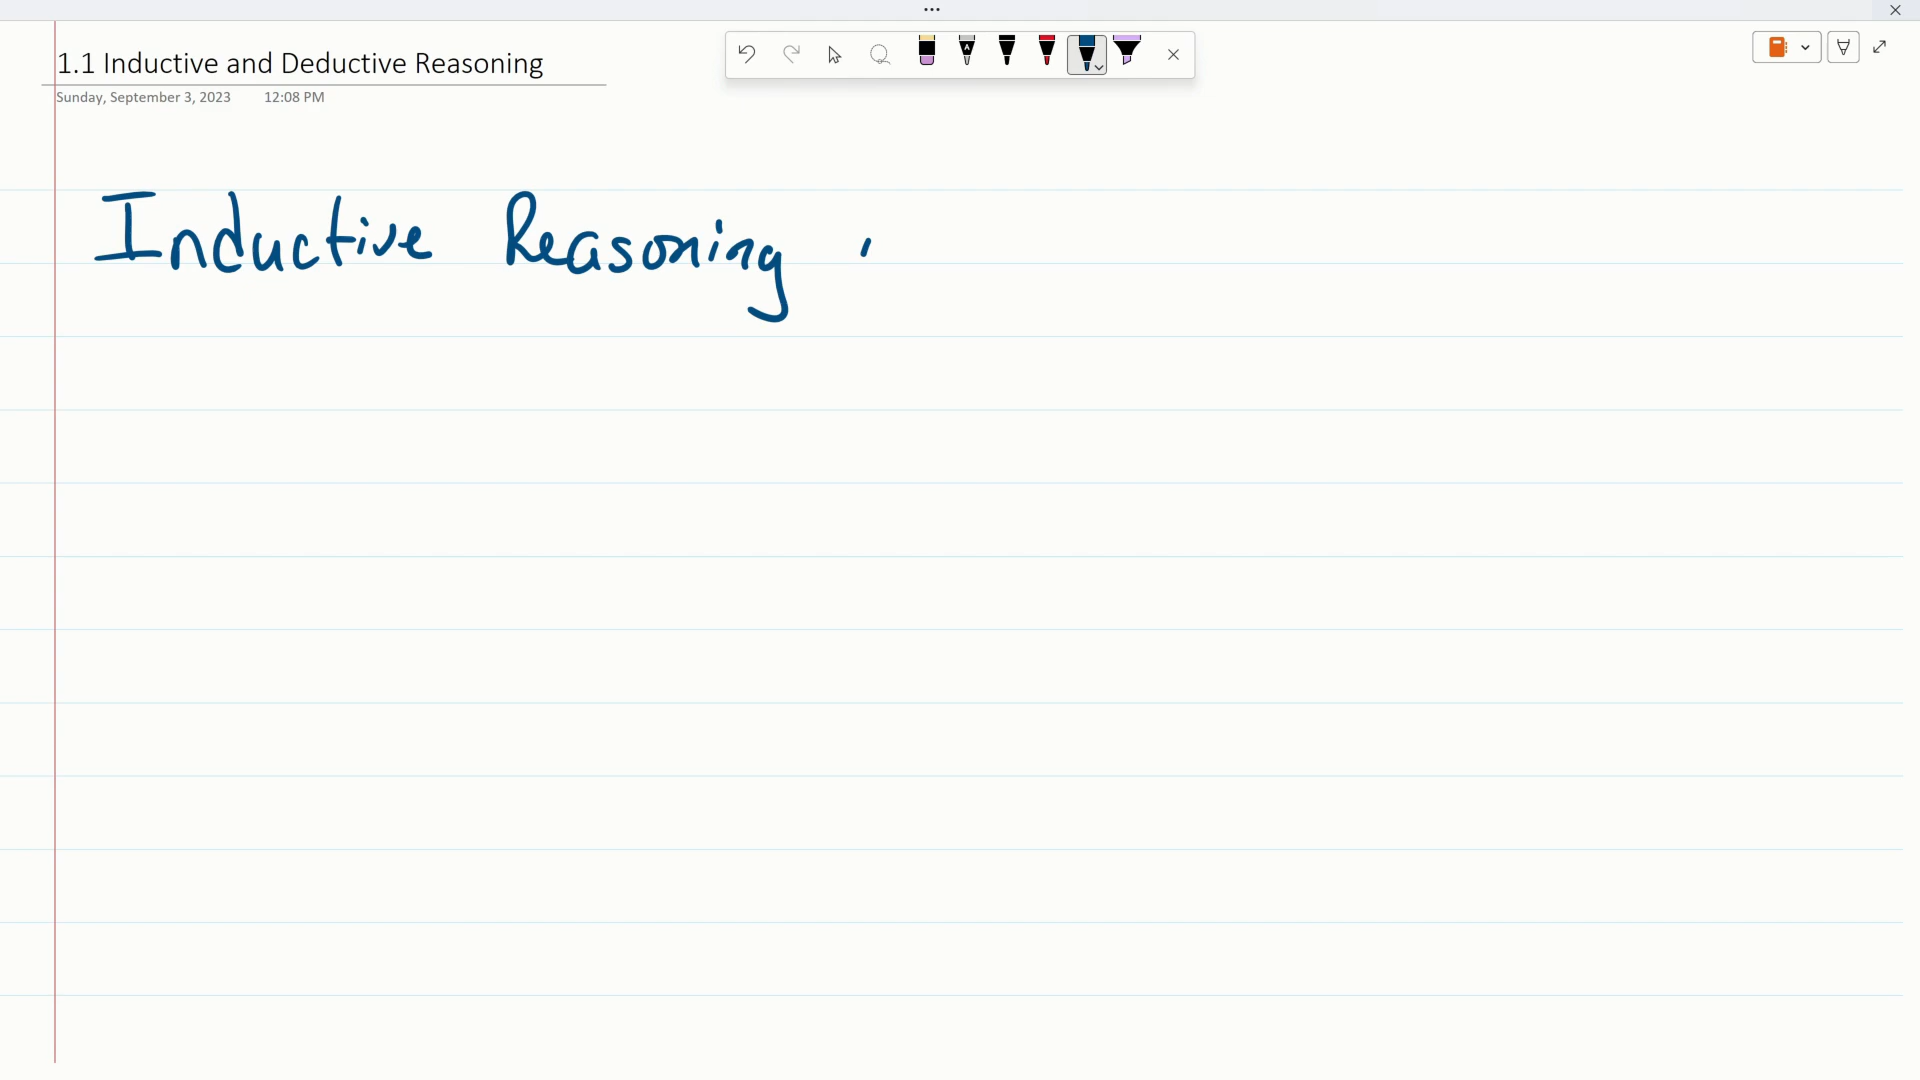 1.1 Inductive and Deductive Reasoning
Sunday, September 3, 2023 12:08 PM
Inductive Reasoning